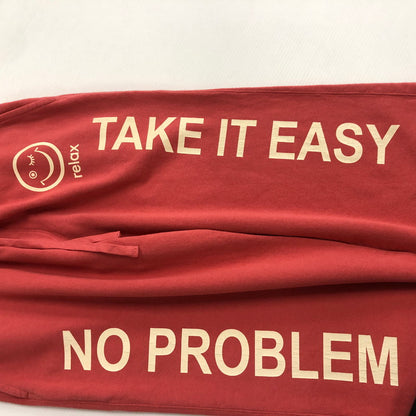 TAKE IT EASY
relax
NO PROBLEM